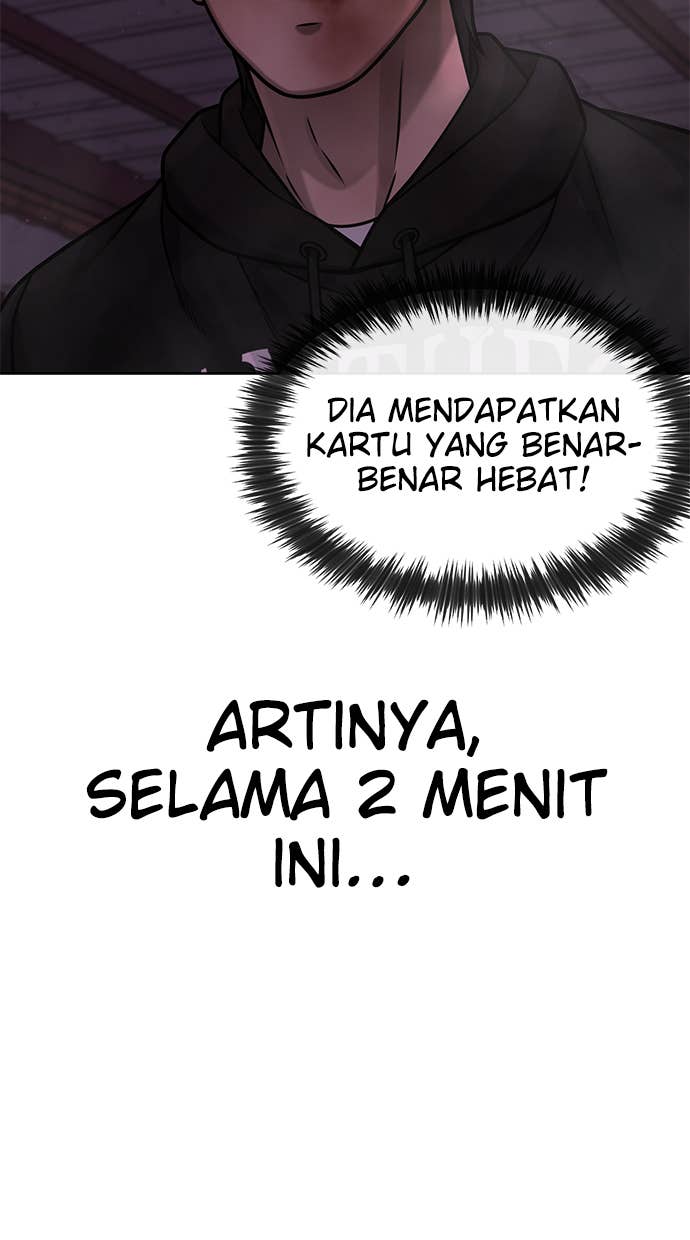 DIA MENDAPATKAN
KARTU YANG BENAR-
BENAR HEBAT!
ARTINYA,
SELAMA 2 MENIT
INI...